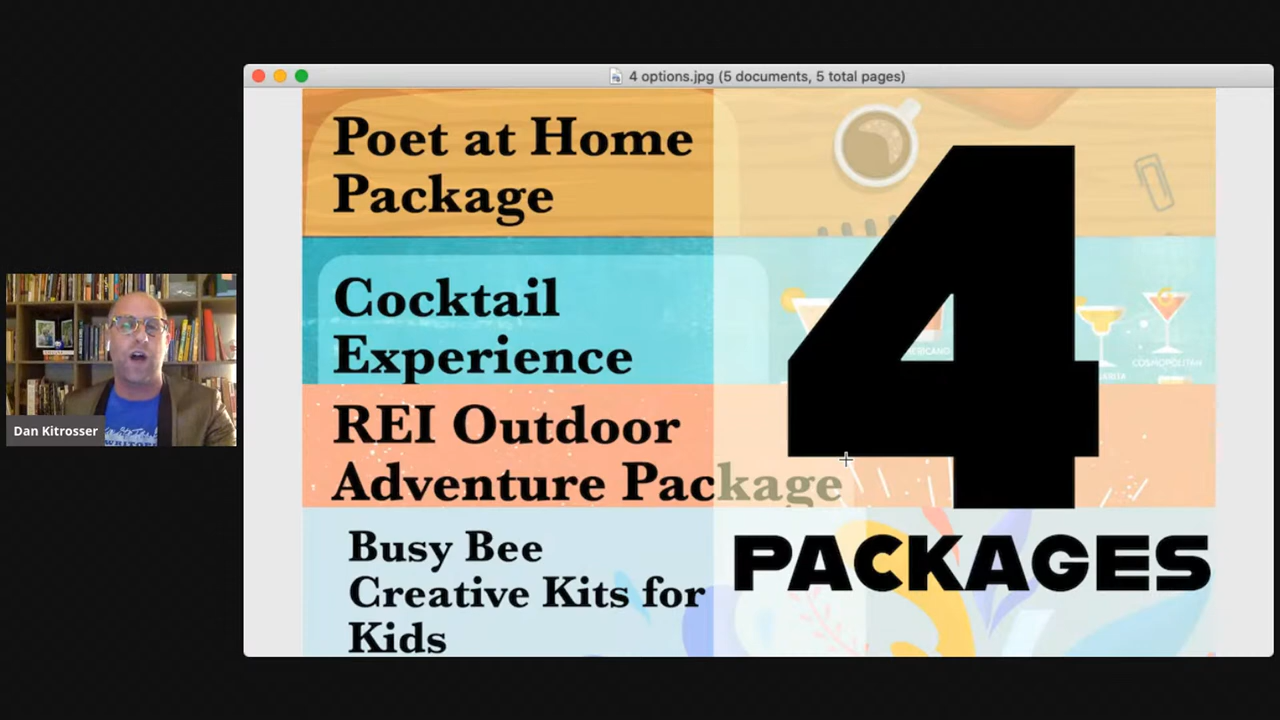 4 options.jpg (5 documents, 5 total pages)
Poet at Home
Package
Cocktail
Experience
REI Outdoor
Adventure Package
Busy Bee
Creative Kits for
Kids
4
PACKAGES
COSMOPOLITAN
Dan Kitrosser